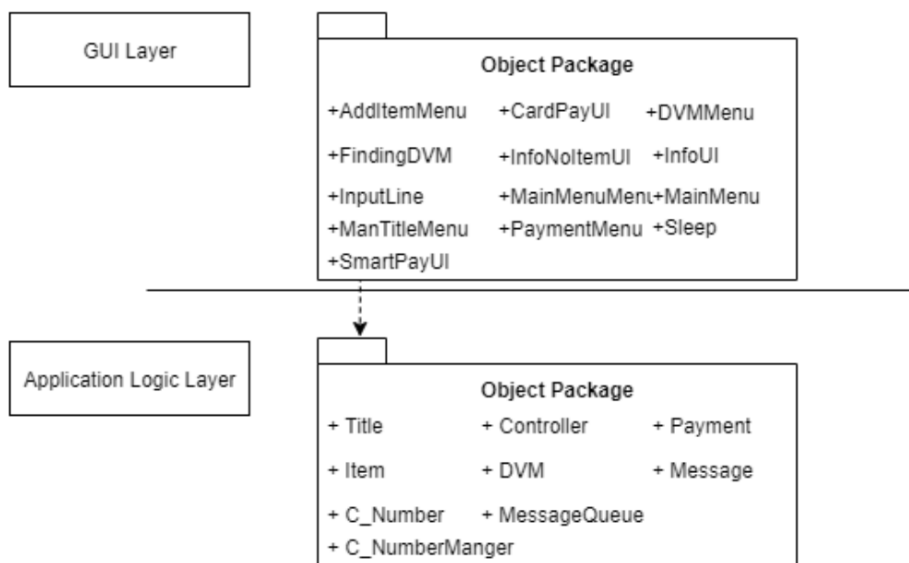 GUI Layer
Object Package
+AddItemMenu +CardPayUI +DVMMenu
+FindingDVM +InfoNoItemUI +InfoUI
+InputLine +MainMenuMenu +MainMenu
+ManTitleMenu +PaymentMenu +Sleep
+SmartPayUI
Application Logic Layer
Object Package
+ Title + Controller + Payment
+ Item + DVM + Message
+ C_Number + MessageQueue
+ C_NumberManger